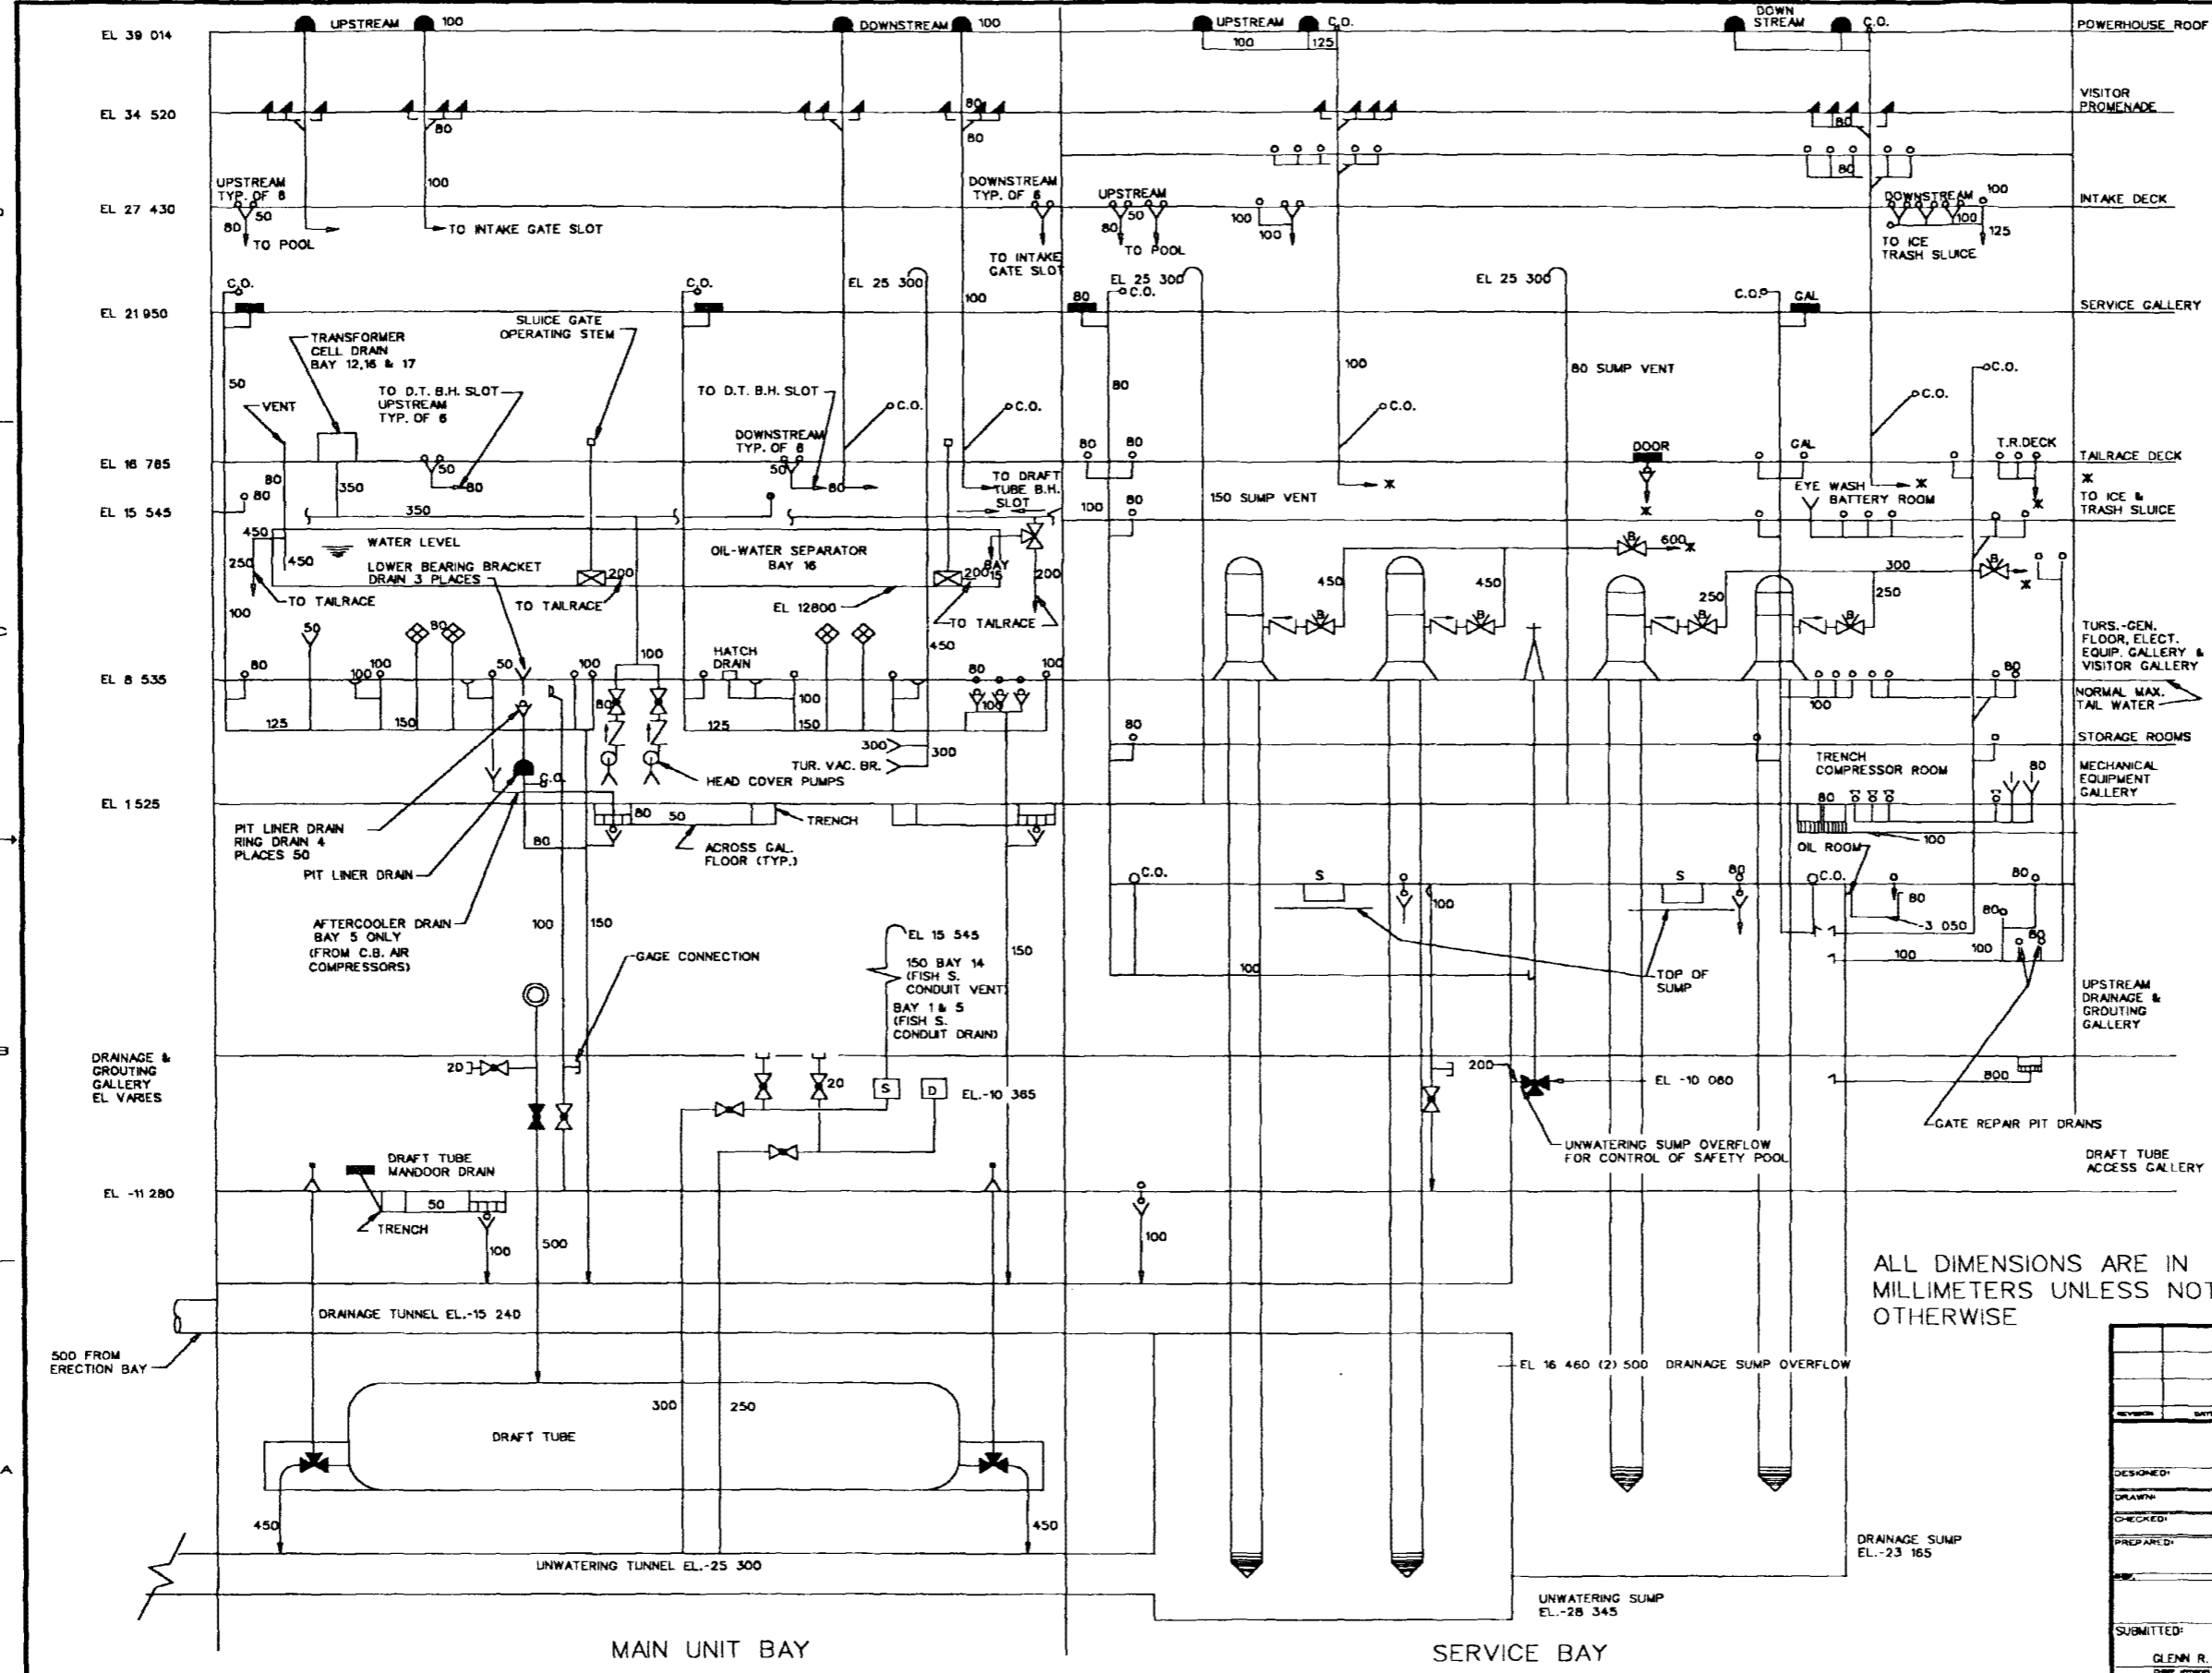 UPSTREAM 100
DOWNSTREAM 100
UPSTREAM C.O.
100 125
DOWN
STREAM C.O.
EL 39 014
POWERHOUSE ROOF
EL 34 520
80
80
80
80
VISITOR
PROMENADE
80
100
UPSTREAM
TYP. OF 8
50
80
TO POOL
TO INTAKE GATE SLOT
DOWNSTREAM
TYP. OF 6
TO INTAKE
GATE SLOT
UPSTREAM
50
80
TO POOL
100
100
DOWNSTREAM 100
100
125
TO ICE
TRASH SLUICE
EL 27 430
INTAKE DECK
C.O.
C.O.
EL 25 300
100
EL 25 300
C.O.
80
EL 25 300
C.O.
GAL
EL 21 950
SERVICE GALLERY
TRANSFORMER
CELL DRAIN
BAY 12,16 & 17
SLUICE GATE
OPERATING STEM
50
VENT
TO D.T. B.H. SLOT
UPSTREAM
TYP. OF 6
TO D.T. B.H. SLOT
DOWNSTREAM
TYP. OF 8
C.O.
C.O.
80
100
C.O.
80 SUMP VENT
C.O.
C.O.
EL 16 765
80
350
50
80
50
80
TO DRAFT
TUBE B.H.
SLOT
80
80
DOOR
GAL
T.R.DECK
TAILRACE DECK
EL 15 545
80
350
100
80
150 SUMP VENT
EYE WASH
BATTERY ROOM
TO ICE &
TRASH SLUICE
450
WATER LEVEL
250
450
LOWER BEARING BRACKET
DRAIN 3 PLACES
OIL-WATER SEPARATOR
BAY 16
200
200
BAY
15
200
TO TAILRACE
TO TAILRACE
EL 12800
TO TAILRACE
100
450
450
B
600
B
B
300
B
250
B
250
B
50
80
50
100
100
HATCH
DRAIN
450
80
100
TURS.-GEN.
FLOOR, ELECT.
EQUIP. GALLERY &
VISITOR GALLERY
EL 8 535
80
100
100
100
100
80
100
80
NORMAL MAX.
TAIL WATER
125
150
80
125
150
300
300
TUR. VAC. BR.
80
STORAGE ROOMS
C.O.
HEAD COVER PUMPS
TRENCH
COMPRESSOR ROOM
80
MECHANICAL
EQUIPMENT
GALLERY
EL 1 525
80
50
TRENCH
80
100
PIT LINER DRAIN
RING DRAIN 4
PLACES 50
80
ACROSS GAL.
FLOOR (TYP.)
OIL ROOM
PIT LINER DRAIN
C.O.
S
100
S
80
C.O.
80
-3 050
80
80
80
100
100
AFTERCOOLER DRAIN
BAY 5 ONLY
(FROM C.B. AIR
COMPRESSORS)
100
150
GAGE CONNECTION
EL 15 545
150 BAY 14
(FISH S.
CONDUIT VENT)
BAY 1 & 5
(FISH S.
CONDUIT DRAIN)
150
100
TOP OF
SUMP
UPSTREAM
DRAINAGE &
GROUTING
GALLERY
DRAINAGE &
GROUTING
GALLERY
EL VARIES
20
20
S
D
EL.-10 365
200
EL -10 060
800
GATE REPAIR PIT DRAINS
UNWATERING SUMP OVERFLOW
FOR CONTROL OF SAFETY POOL
DRAFT TUBE
MANDOOR DRAIN
DRAFT TUBE
ACCESS GALLERY
EL -11 280
50
TRENCH
100
500
100
ALL DIMENSIONS ARE IN
MILLIMETERS UNLESS NOT
OTHERWISE
DRAINAGE TUNNEL EL.-15 240
500 FROM
ERECTION BAY
EL 16 460 (2) 500 DRAINAGE SUMP OVERFLOW
300
250
DRAFT TUBE
450
450
UNWATERING TUNNEL EL.-25 300
DRAINAGE SUMP
EL.-23 165
UNWATERING SUMP
EL.-28 345
MAIN UNIT BAY
SERVICE BAY
DESIGNED:
DRAWN:
CHECKED:
PREPARED:
SUBMITTED:
GLENN R.
B
A
C